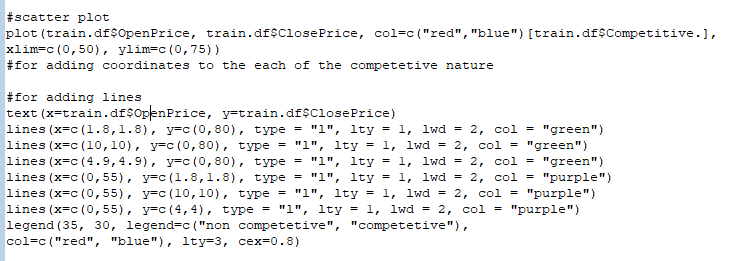 #scatter plot
plot(train.df$OpenPrice, train.df$ClosePrice, col=c("red","blue")[train.df$Competitive.],
xlim=c(0,50), ylim=c(0,75))
#for adding coordinates to the each of the competetive nature
#for adding lines
text(x=train.df$OpenPrice, y=train.df$ClosePrice)
lines(x=c(1.8,1.8), y=c(0,80), type = "l", lty = 1, lwd = 2, col = "green")
lines(x=c(10,10), y=c(0,80), type = "l", lty = 1, lwd = 2, col = "green")
lines(x=c(4.9,4.9), y=c(0,80), type = "l", lty = 1, lwd = 2, col = "green")
lines(x=c(0,55), y=c(1.8,1.8), type = "l", lty = 1, lwd = 2, col = "purple")
lines(x=c(0,55), y=c(10,10), type = "l", lty = 1, lwd = 2, col = "purple")
lines(x=c(0,55), y=c(4,4), type = "l", lty = 1, lwd = 2, col = "purple")
legend(35, 30, legend=c("non competetive", "competetive"),
col=c("red", "blue"), lty=3, cex=0.8)